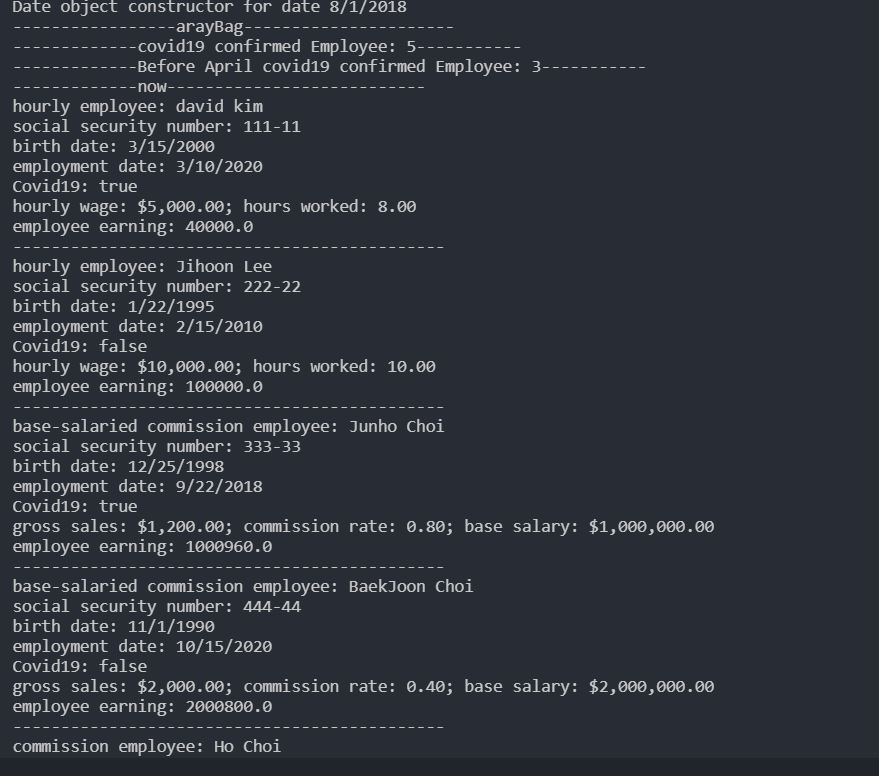 Date object constructor for date 8/1/2018
-----------------arayBag----------------------
-------------covid19 confirmed Employee: 5-----------
-------------Before April covid19 confirmed Employee: 3-----------
-------------now---------------------------
hourly employee: david kim
social security number: 111-11
birth date: 3/15/2000
employment date: 3/10/2020
Covid19: true
hourly wage: $5,000.00; hours worked: 8.00
employee earning: 40000.0
---------------------------------------------
hourly employee: Jihoon Lee
social security number: 222-22
birth date: 1/22/1995
employment date: 2/15/2010
Covid19: false
hourly wage: $10,000.00; hours worked: 10.00
employee earning: 100000.0
---------------------------------------------
base-salaried commission employee: Junho Choi
social security number: 333-33
birth date: 12/25/1998
employment date: 9/22/2018
Covid19: true
gross sales: $1,200.00; commission rate: 0.80; base salary: $1,000,000.00
employee earning: 1000960.0
---------------------------------------------
base-salaried commission employee: BaekJoon Choi
social security number: 444-44
birth date: 11/1/1990
employment date: 10/15/2020
Covid19: false
gross sales: $2,000.00; commission rate: 0.40; base salary: $2,000,000.00
employee earning: 2000800.0
---------------------------------------------
commission employee: Ho Choi